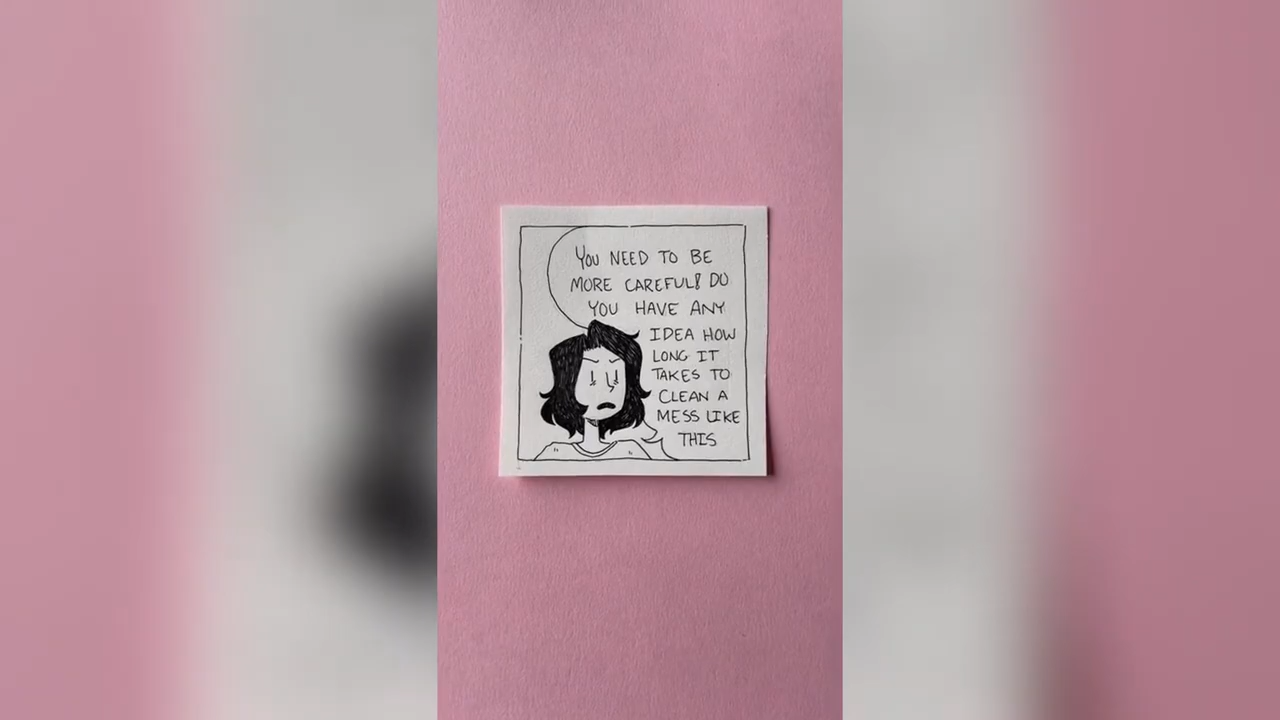 YOU NEED TO BE
MORE CAREFUL! DO
YOU HAVE ANY
IDEA HOW
LONG IT
TAKES TO
CLEAN A
MESS LIKE
THIS